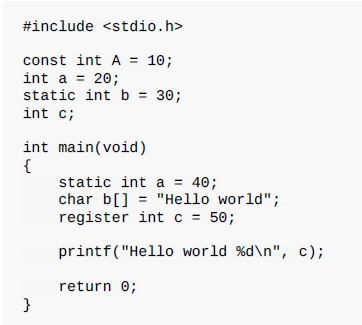 #include <stdio.h>

const int A = 10;
int a = 20;
static int b = 30;
int c;

int main(void)
{
    static int a = 40;
    char b[] = "Hello world";
    register int c = 50;

    printf("Hello world %d\n", c);

    return 0;
}